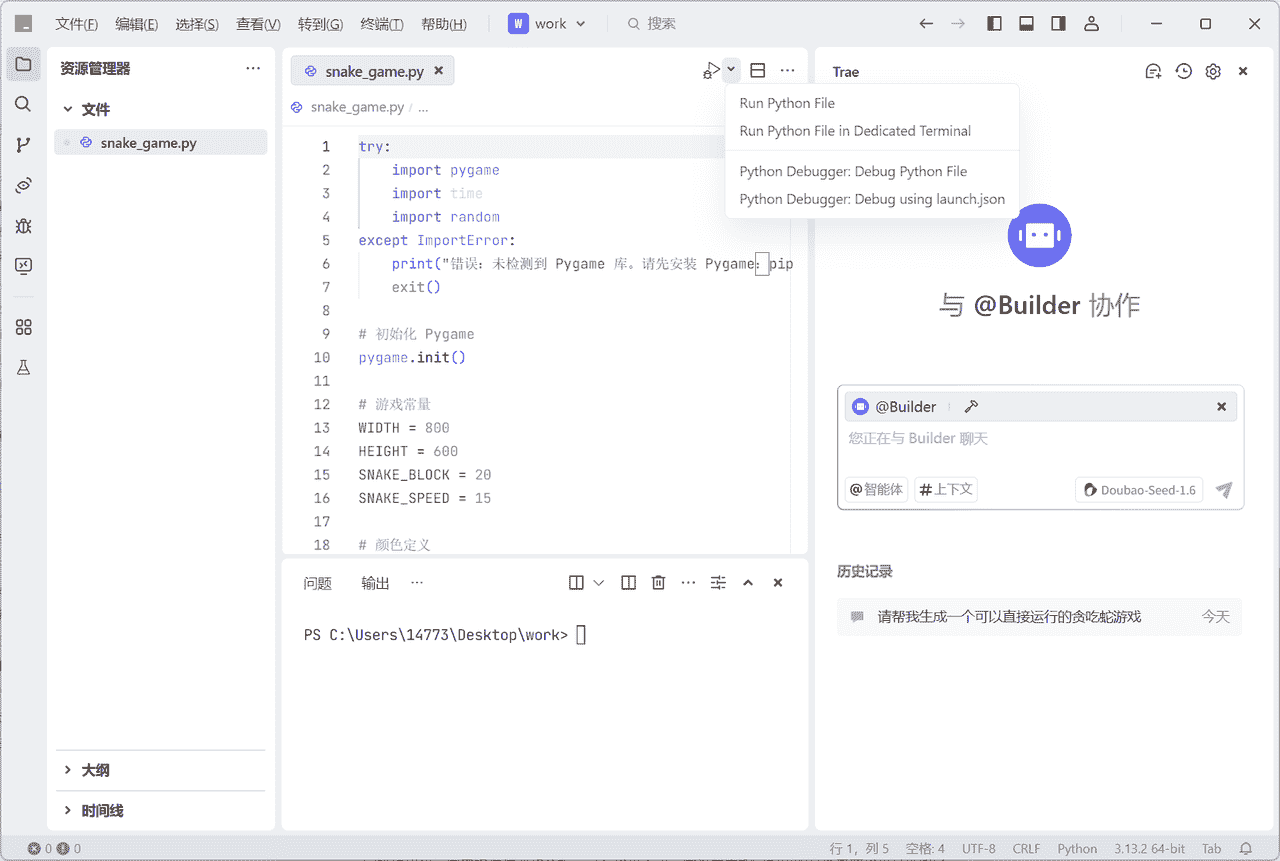 文件(F) 编辑(E) 选择(S) 查看(V) 转到(G) 终端(T) 帮助(H) W work 搜索
资源管理器
文件
snake_game.py
大纲
时间线
snake_game.py
snake_game.py / ...
1 try:
2 import pygame
3 import time
4 import random
5 except ImportError:
6 print("错误：未检测到 Pygame 库。请先安装 Pygame：pip
7 exit()
8
9 # 初始化 Pygame
10 pygame.init()
11
12 # 游戏常量
13 WIDTH = 800
14 HEIGHT = 600
15 SNAKE_BLOCK = 20
16 SNAKE_SPEED = 15
17
18 # 颜色定义
Run Python File
Run Python File in Dedicated Terminal
Python Debugger: Debug Python File
Python Debugger: Debug using launch.json
问题 输出 ...
PS C:\Users\14773\Desktop\work>
Trae
与 @Builder 协作
@Builder
您正在与 Builder 聊天
@智能体 #上下文 Doubao-Seed-1.6
历史记录
请帮我生成一个可以直接运行的贪吃蛇游戏 今天
0 0 行 1，列 5 空格: 4 UTF-8 CRLF Python 3.13.2 64-bit Tab